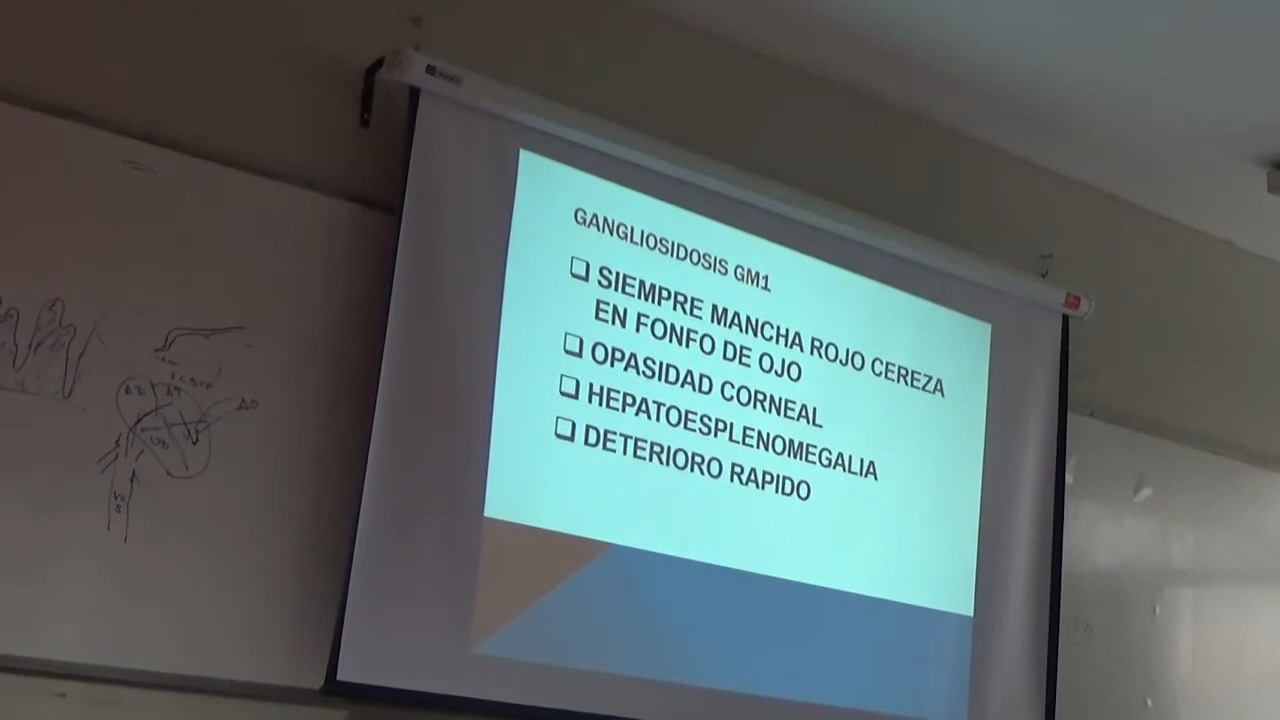 GANGLIOSIDOSIS GM1
❑ SIEMPRE MANCHA ROJO CEREZA
EN FONFO DE OJO
❑ OPASIDAD CORNEAL
❑ HEPATOESPLENOMEGALIA
❑ DETERIORO RAPIDO